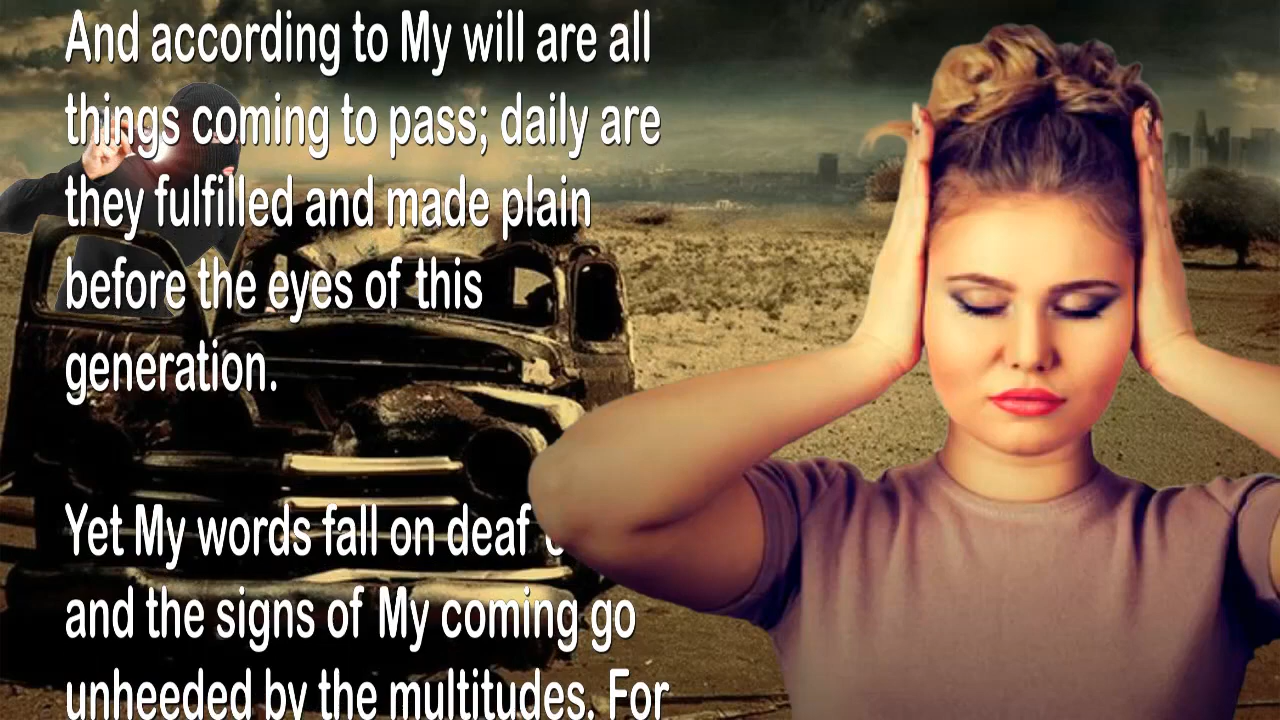 And according to My will are all
things coming to pass; daily are
they fulfilled and made plain
before the eyes of this
generation.
Yet My words fall on deaf
and the signs of My coming go
unheeded by the multitudes. For